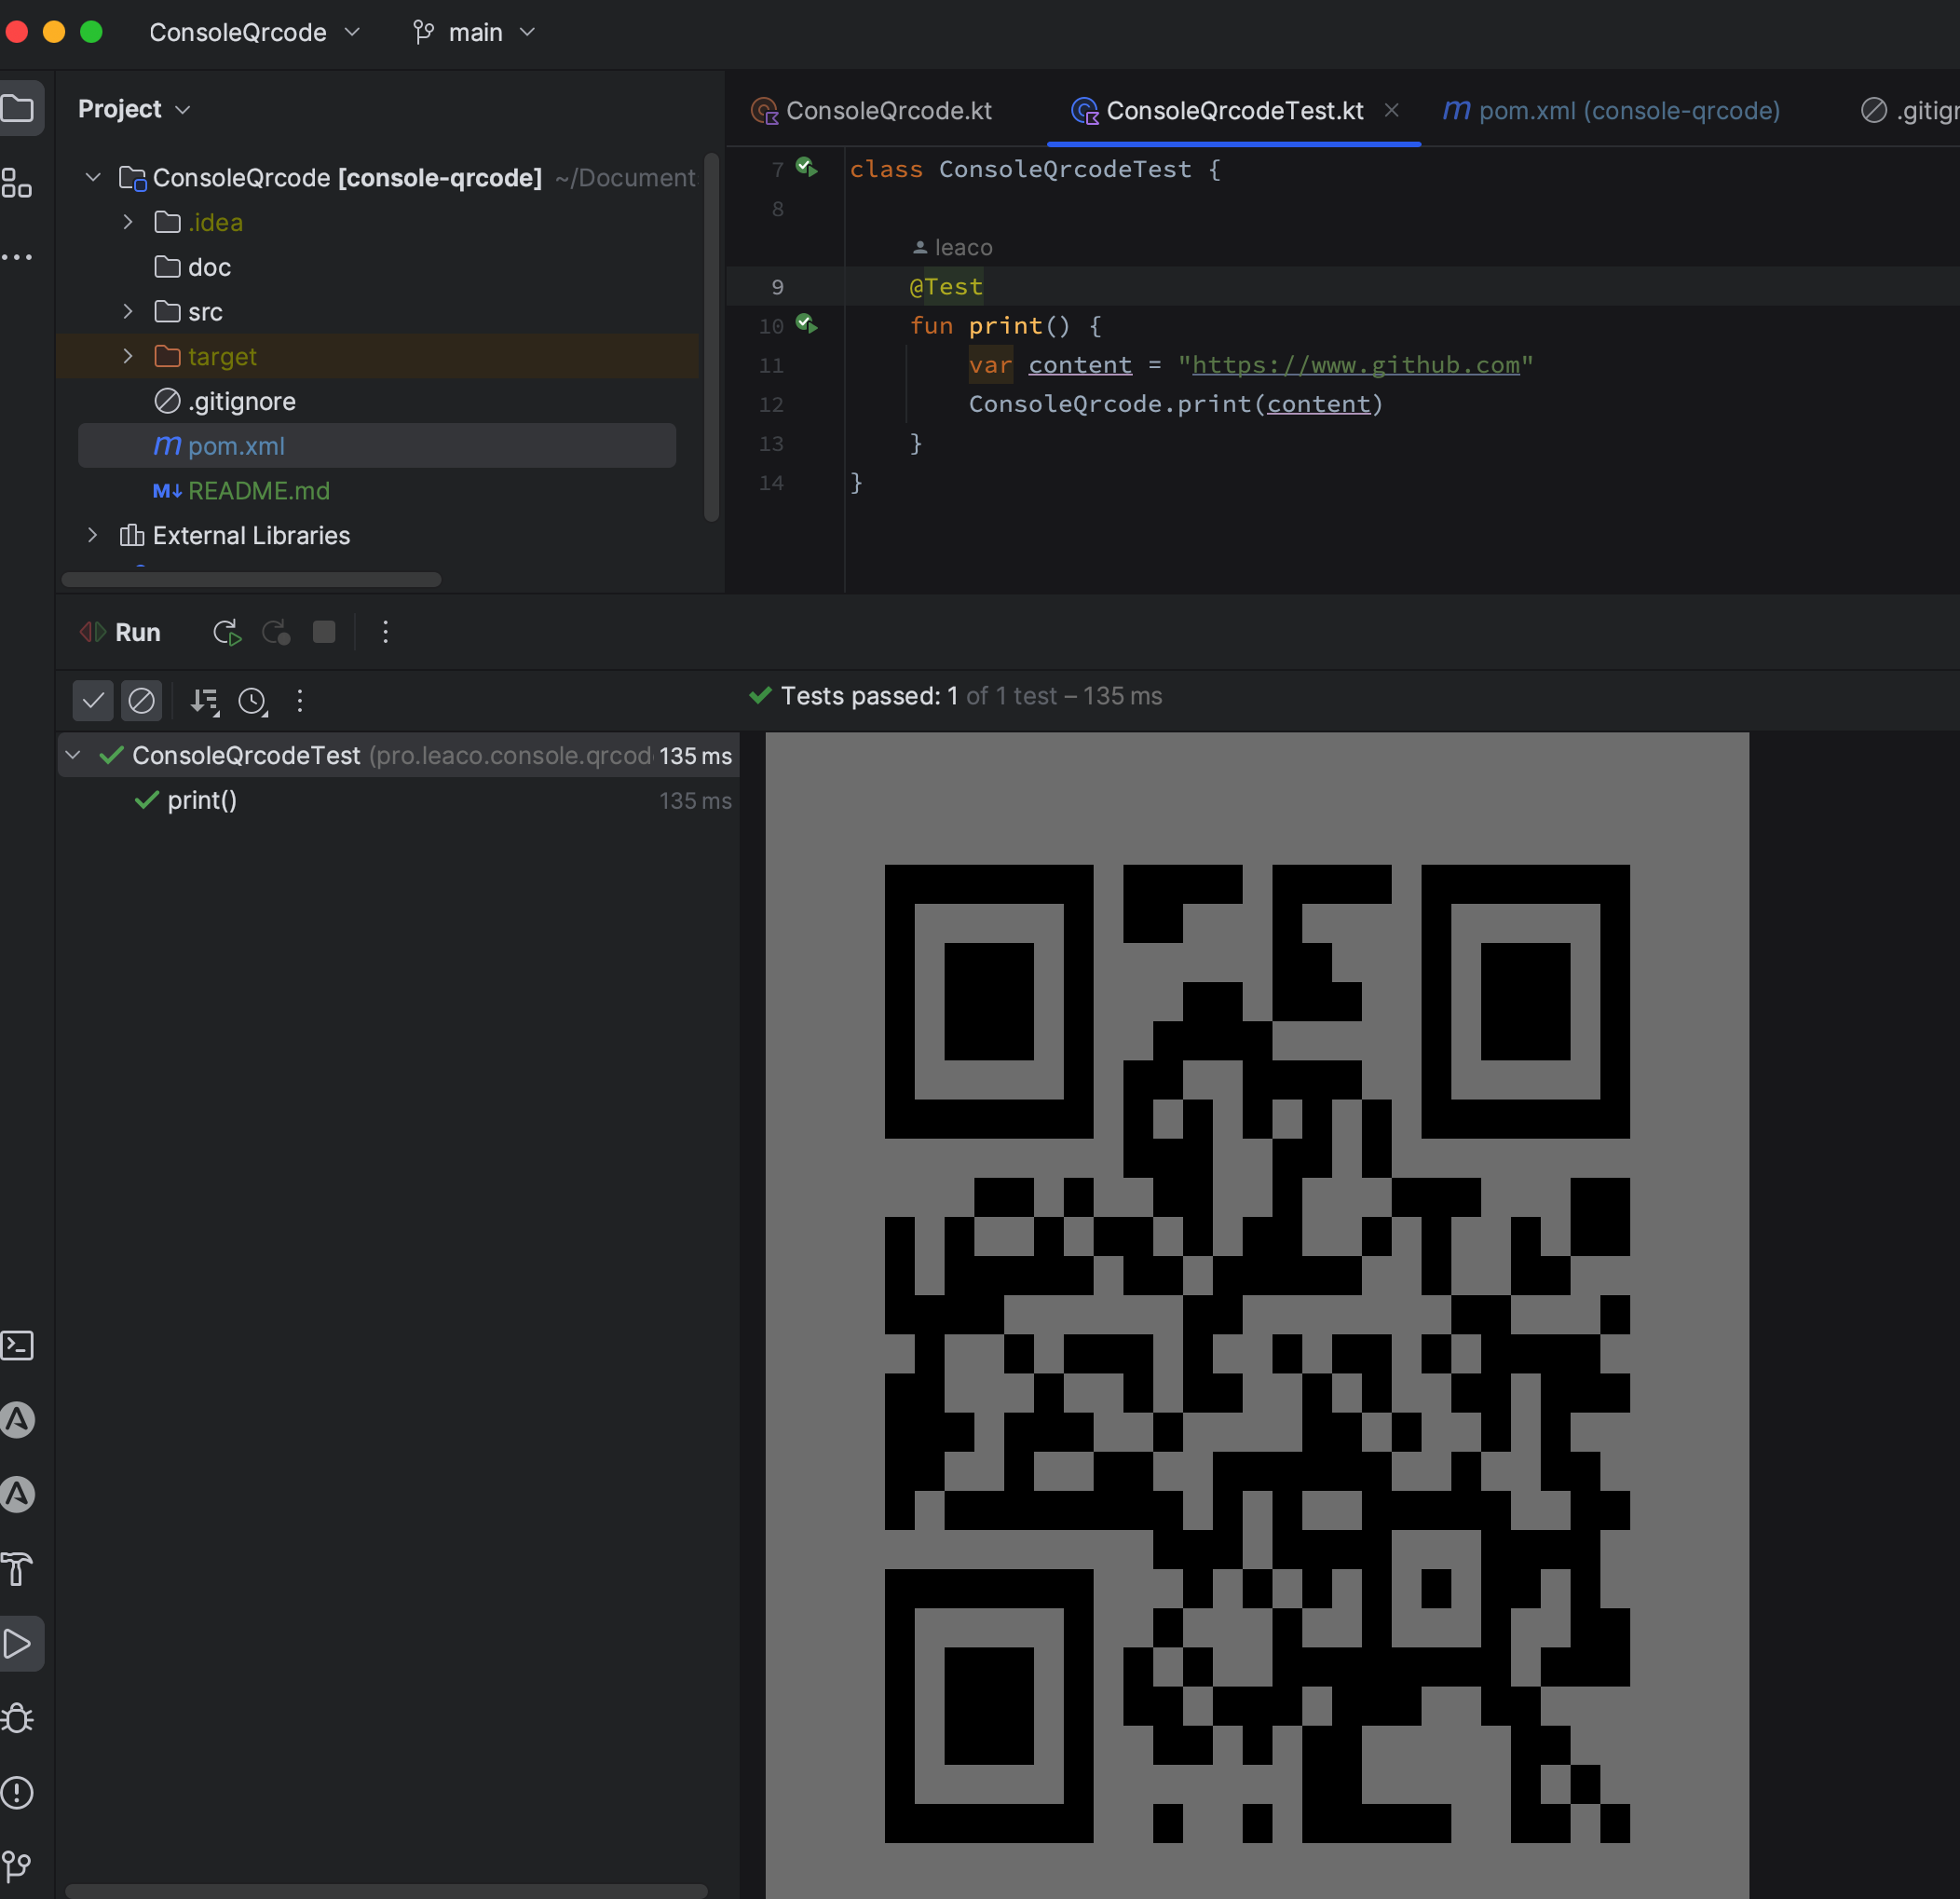 ConsoleQrcode main
Project
ConsoleQrcode.kt ConsoleQrcodeTest.kt pom.xml (console-qrcode) .gitigr
ConsoleQrcode [console-qrcode] ~/Document
.idea
doc
src
target
.gitignore
pom.xml
M↓ README.md
External Libraries
7 class ConsoleQrcodeTest {
8
leaco
9 @Test
10 fun print() {
11 var content = "https://www.github.com"
12 ConsoleQrcode.print(content)
13 }
14 }
Run
Tests passed: 1 of 1 test – 135 ms
ConsoleQrcodeTest (pro.leaco.console.qrcod 135 ms
print() 135 ms